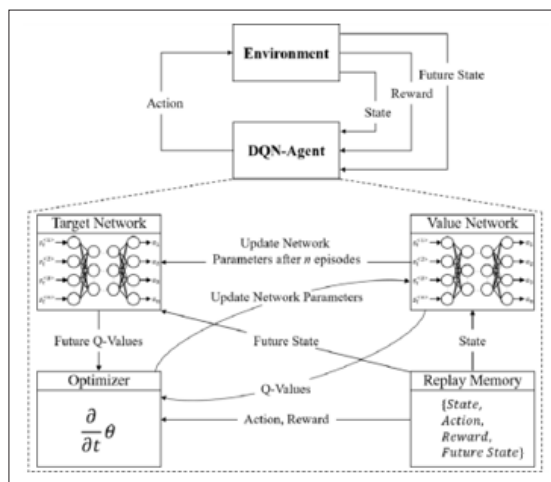 Environment
Future State
Reward
Action
State
DQN-Agent
Target Network
Value Network
Update Network
Parameters after n episodes
Update Network Parameters
Future Q-Values
Future State
State
Optimizer
Q-Values
Replay Memory
∂
∂t θ
Action, Reward
{State,
Action,
Reward,
Future State}